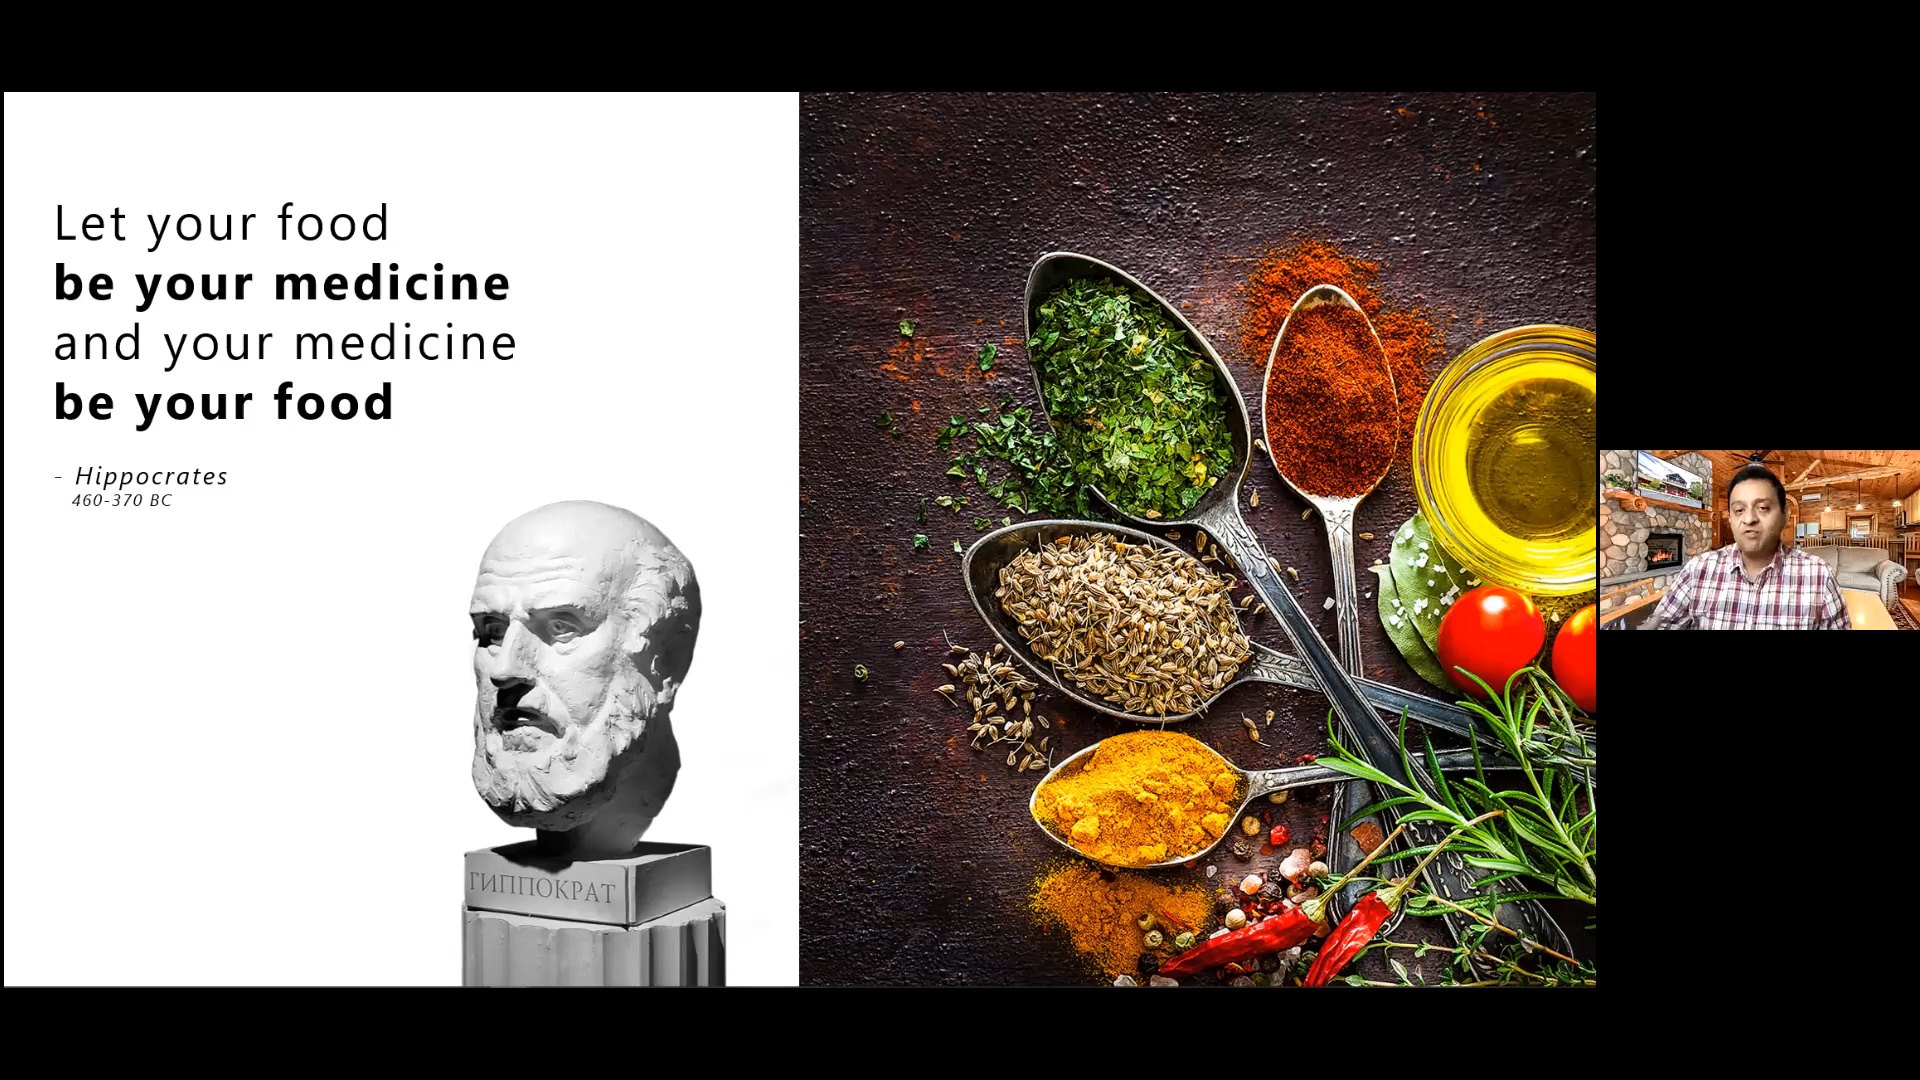 Let your food
be your medicine
and your medicine
be your food
- Hippocrates
460-370 BC
ГИППОКРАТ